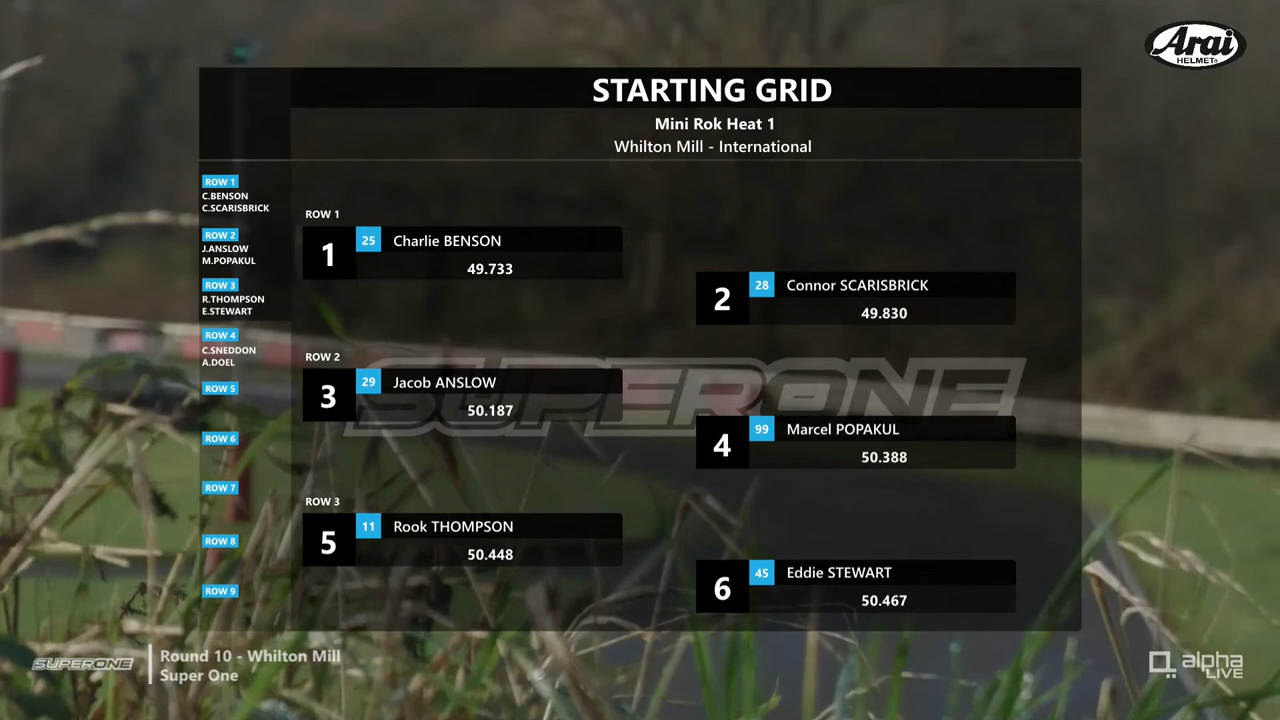 Arai
HELMET
STARTING GRID
Mini Rok Heat 1
Whilton Mill - International
ROW 1
C.BENSON
C.SCARISBRICK
ROW 2
J.ANSLOW
M.POPAKUL
ROW 3
R.THOMPSON
E.STEWART
ROW 4
C.SNEDDON
A.DOEL
ROW 5
ROW 6
ROW 7
ROW 8
ROW 9
ROW 1
1 25 Charlie BENSON
49.733
2 28 Connor SCARISBRICK
49.830
ROW 2
3 29 Jacob ANSLOW
50.187
SUPERONE
4 99 Marcel POPAKUL
50.388
ROW 3
5 11 Rook THOMPSON
50.448
6 45 Eddie STEWART
50.467
SUPERONE
Round 10 - Whilton Mill
Super One
alpha
LIVE